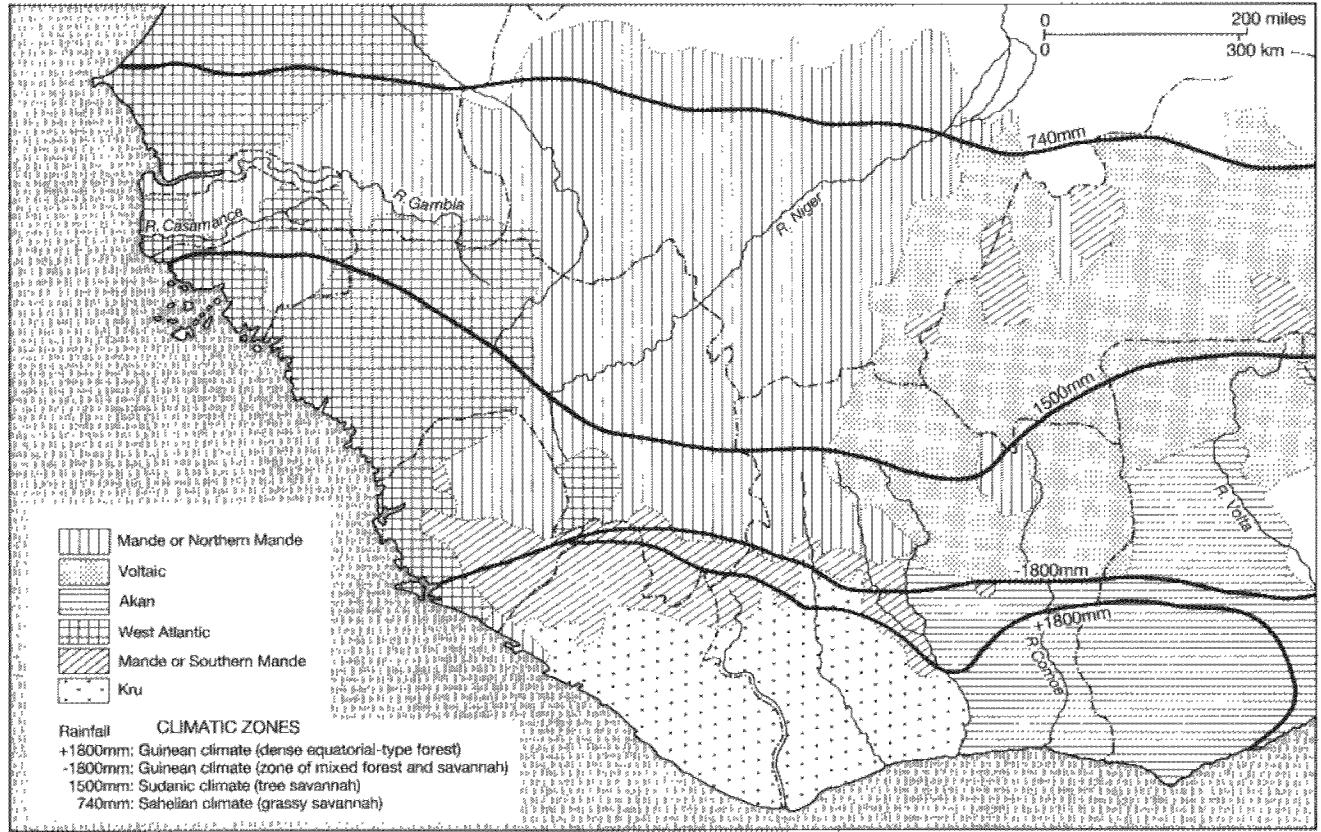 0 200 miles
0 300 km
740mm
R. Gambia
R. Casamance
R. Niger
1500mm
R. Volta
-1800mm
+1800mm
R. Comoe
Mande or Northern Mande
Voltaic
Akan
West Atlantic
Mande or Southern Mande
Kru
Rainfall CLIMATIC ZONES
+1800mm: Guinean climate (dense equatorial-type forest)
-1800mm: Guinean climate (zone of mixed forest and savannah)
1500mm: Sudanic climate (tree savannah)
740mm: Sahelian climate (grassy savannah)